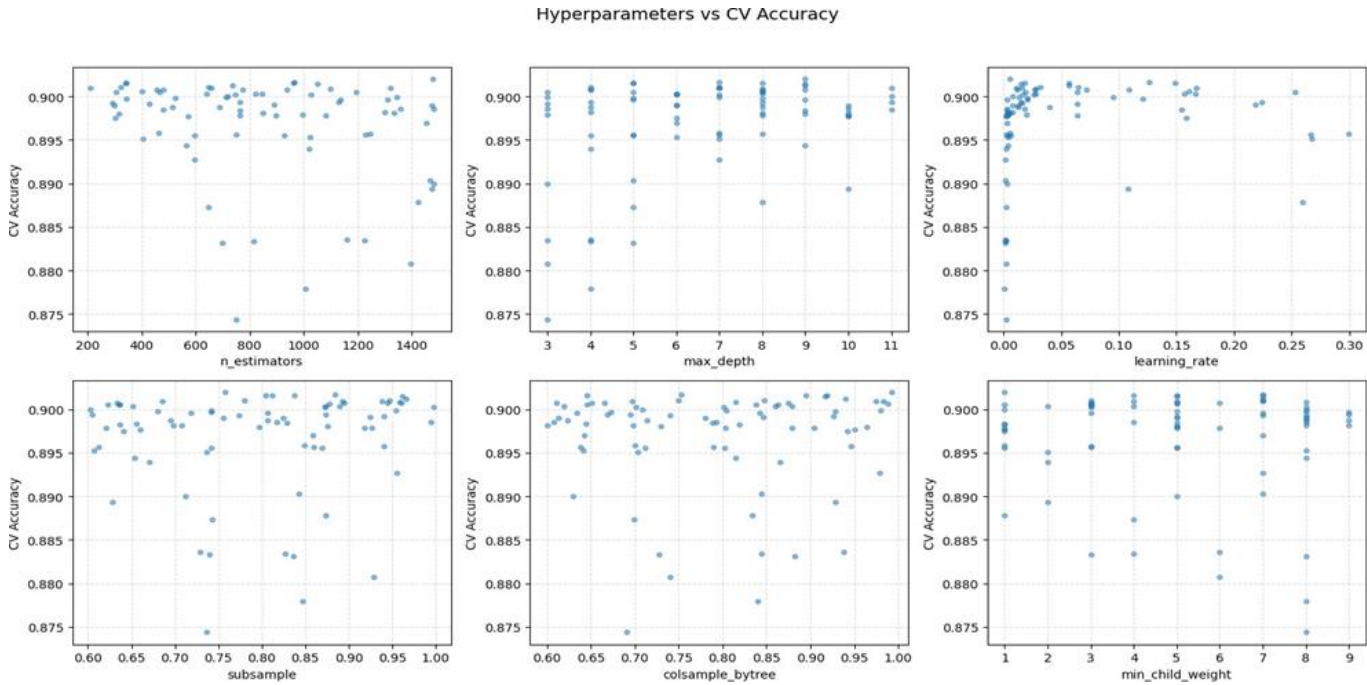 Hyperparameters vs CV Accuracy
CV Accuracy
0.900
0.895
0.890
0.885
0.880
0.875
200 400 600 800 1000 1200 1400
n_estimators
CV Accuracy
0.900
0.895
0.890
0.885
0.880
0.875
3 4 5 6 7 8 9 10 11
max_depth
CV Accuracy
0.900
0.895
0.890
0.885
0.880
0.875
0.00 0.05 0.10 0.15 0.20 0.25 0.30
learning_rate
CV Accuracy
0.900
0.895
0.890
0.885
0.880
0.875
0.60 0.65 0.70 0.75 0.80 0.85 0.90 0.95 1.00
subsample
CV Accuracy
0.900
0.895
0.890
0.885
0.880
0.875
0.60 0.65 0.70 0.75 0.80 0.85 0.90 0.95 1.00
colsample_bytree
CV Accuracy
0.900
0.895
0.890
0.885
0.880
0.875
1 2 3 4 5 6 7 8 9
min_child_weight